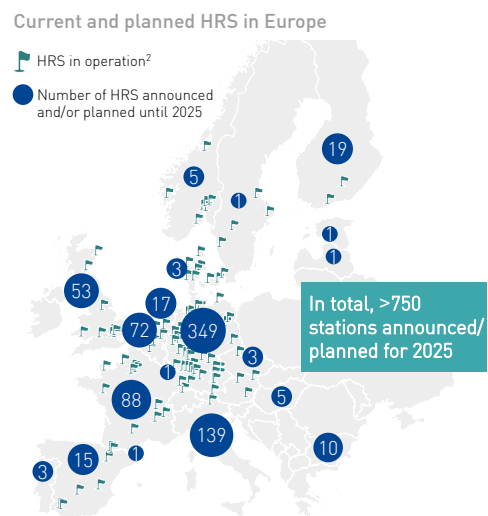 Current and planned HRS in Europe
HRS in operation2
Number of HRS announced
and/or planned until 2025
19
5
1
1
1
3
53
17
72
349
3
1
88
5
139
10
3
15
1
In total, >750
stations announced/
planned for 2025